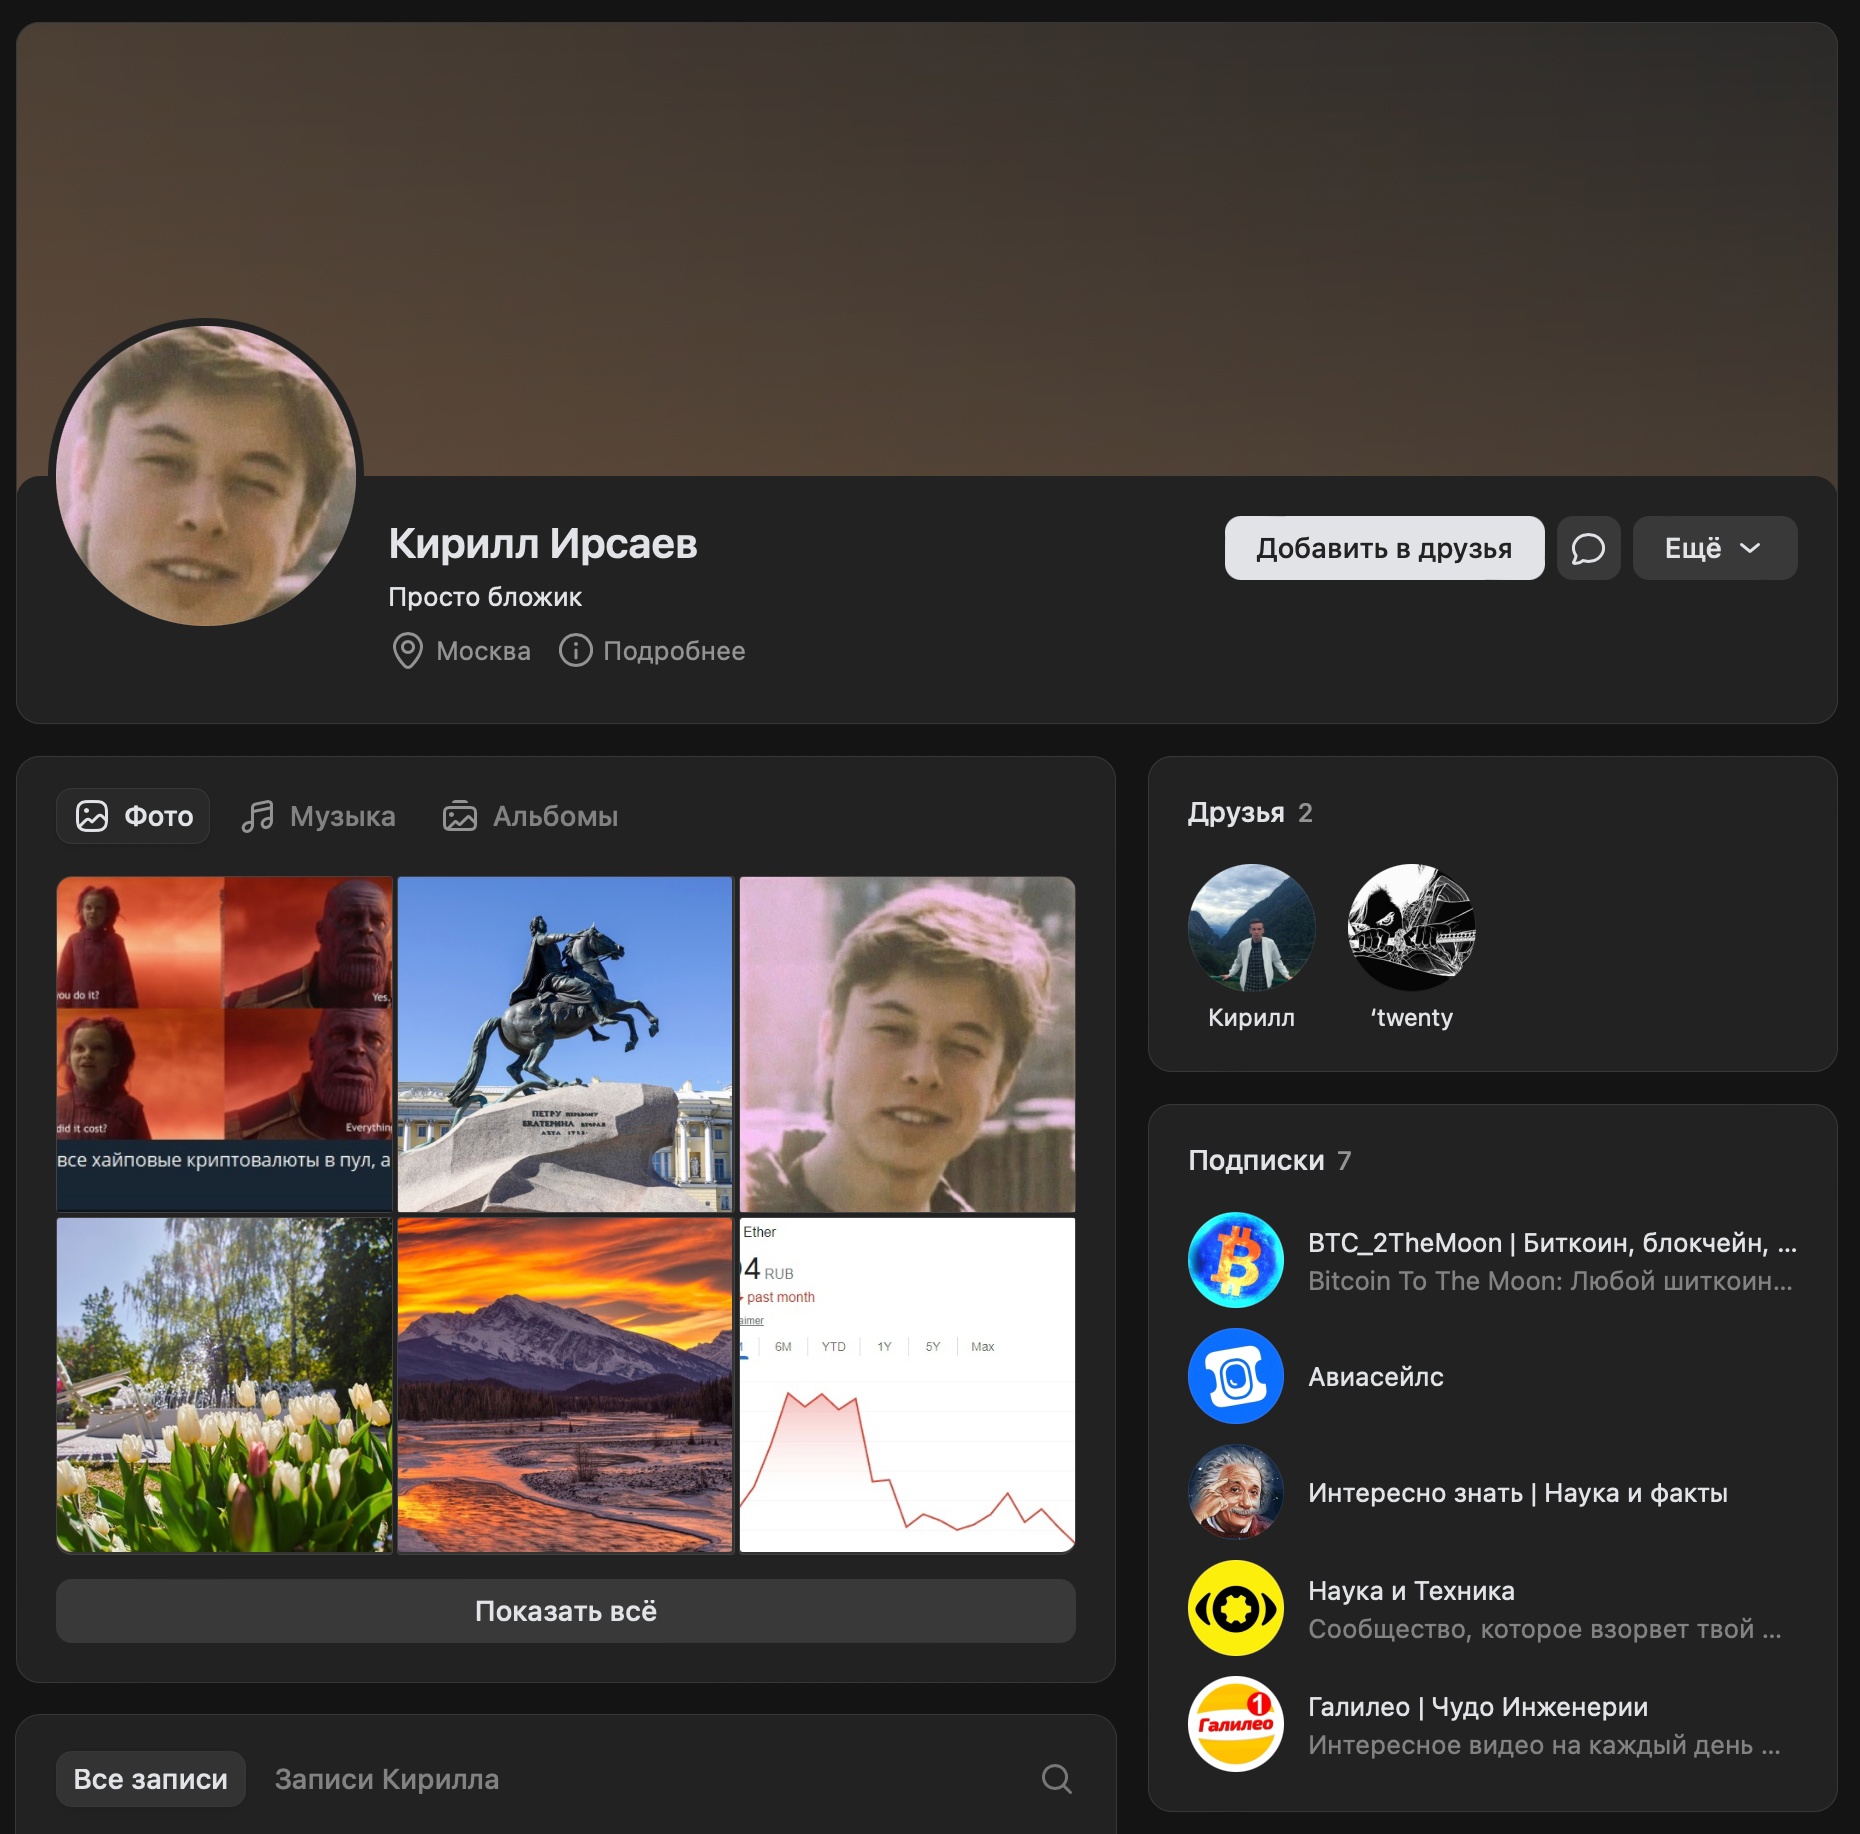 Кирилл Ирсаев
Просто бложик
Москва
Подробнее
Добавить в друзья
Ещё
Фото
Музыка
Альбомы
you do it?
Yes.
did it cost?
Everything
все хайповые криптовалюты в пул, а
ПЕТРУ ПЕРЬВОМУ
ЕКАТЕРИНА ВТОРАЯ
ЛѢТА 1782
Ether
04 RUB
past month
aimer
6M
YTD
1Y
5Y
Max
Показать всё
Все записи
Записи Кирилла
Друзья 2
Кирилл
‘twenty
Подписки 7
BTC_2TheMoon | Биткоин, блокчейн, ...
Bitcoin To The Moon: Любой шиткоин...
Авиасейлс
Интересно знать | Наука и факты
Наука и Техника
Сообщество, которое взорвет твой ...
1
Галилео
Галилео | Чудо Инженерии
Интересное видео на каждый день ...